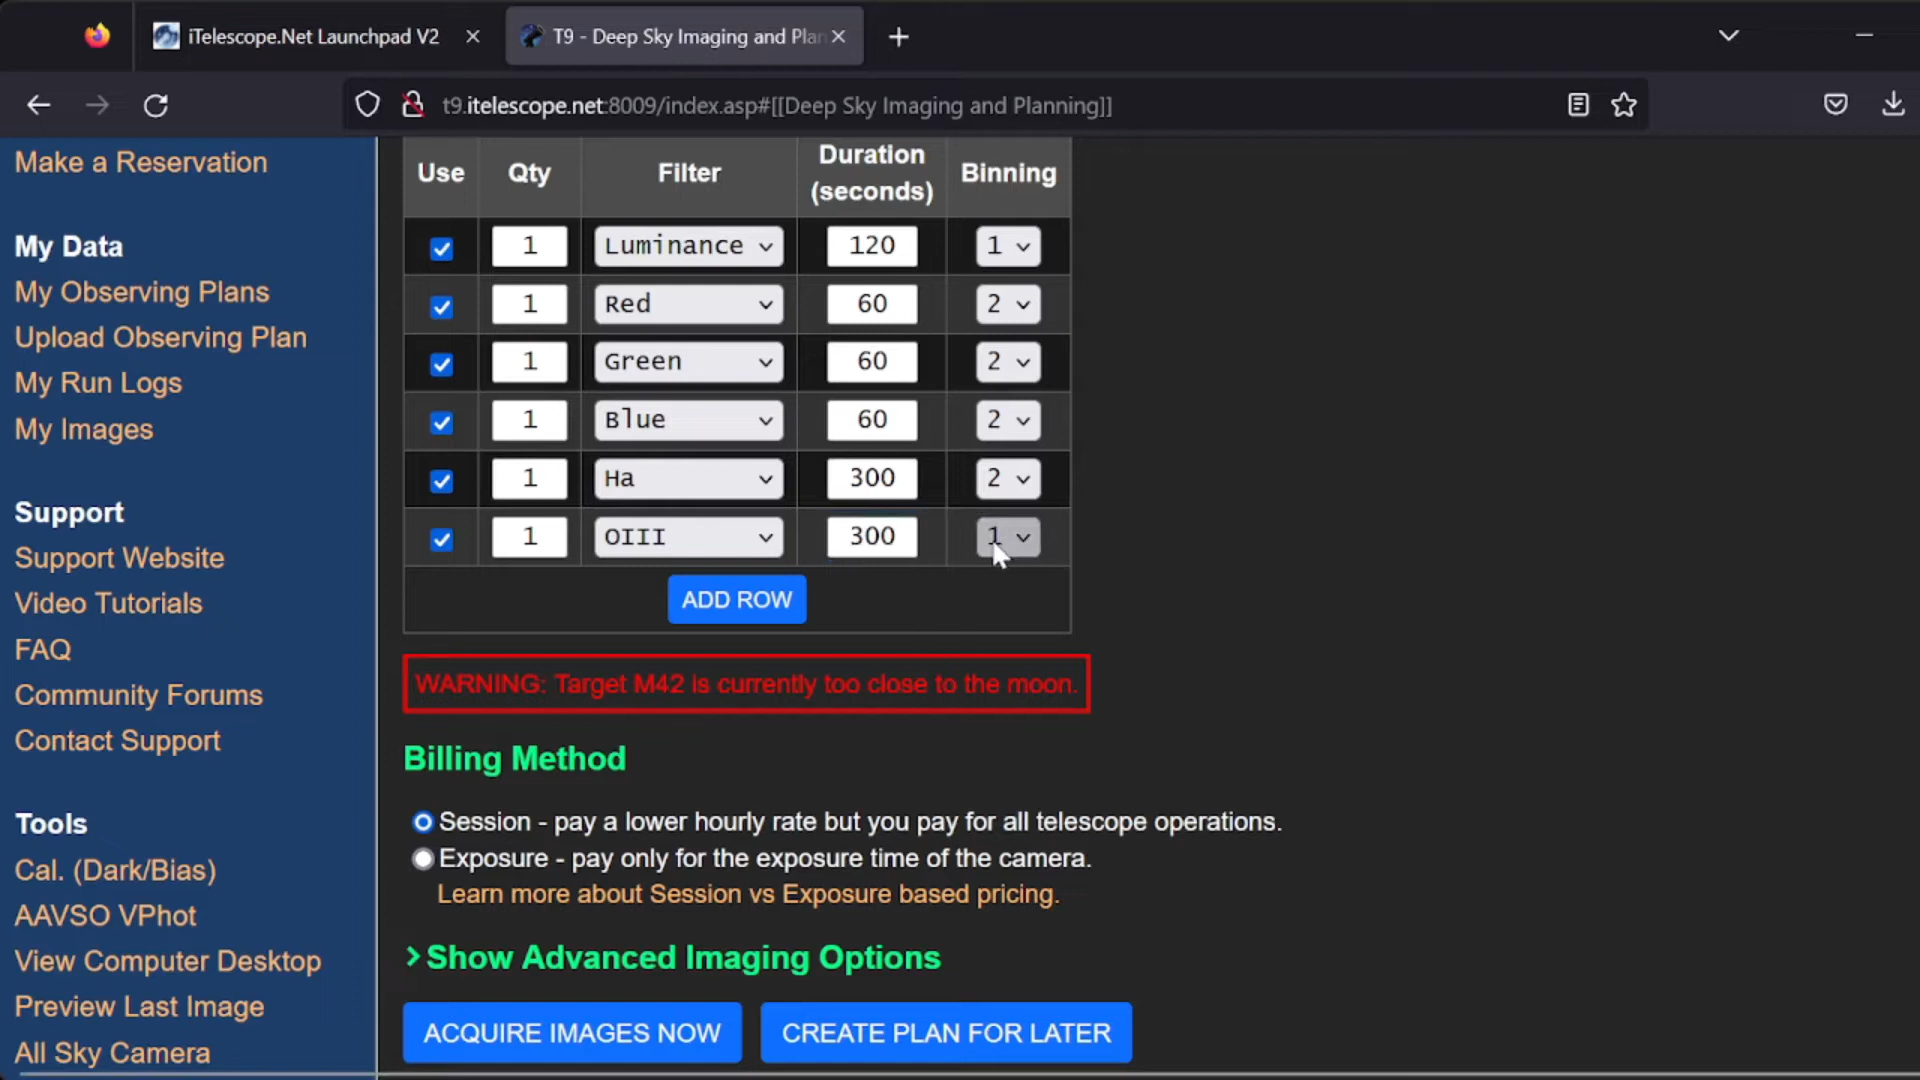 iTelescope.Net Launchpad V2
T9 - Deep Sky Imaging and Plan
t9.itelescope.net:8009/index.asp#[[Deep Sky Imaging and Planning]]
Make a Reservation
My Data
My Observing Plans
Upload Observing Plan
My Run Logs
My Images
Support
Support Website
Video Tutorials
FAQ
Community Forums
Contact Support
Tools
Cal. (Dark/Bias)
AAVSO VPhot
View Computer Desktop
Preview Last Image
All Sky Camera
Use Qty Filter Duration (seconds) Binning
1 Luminance 120 1
1 Red 60 2
1 Green 60 2
1 Blue 60 2
1 Ha 300 2
1 OIII 300 1
ADD ROW
WARNING: Target M42 is currently too close to the moon.
Billing Method
Session - pay a lower hourly rate but you pay for all telescope operations.
Exposure - pay only for the exposure time of the camera.
Learn more about Session vs Exposure based pricing.
Show Advanced Imaging Options
ACQUIRE IMAGES NOW
CREATE PLAN FOR LATER